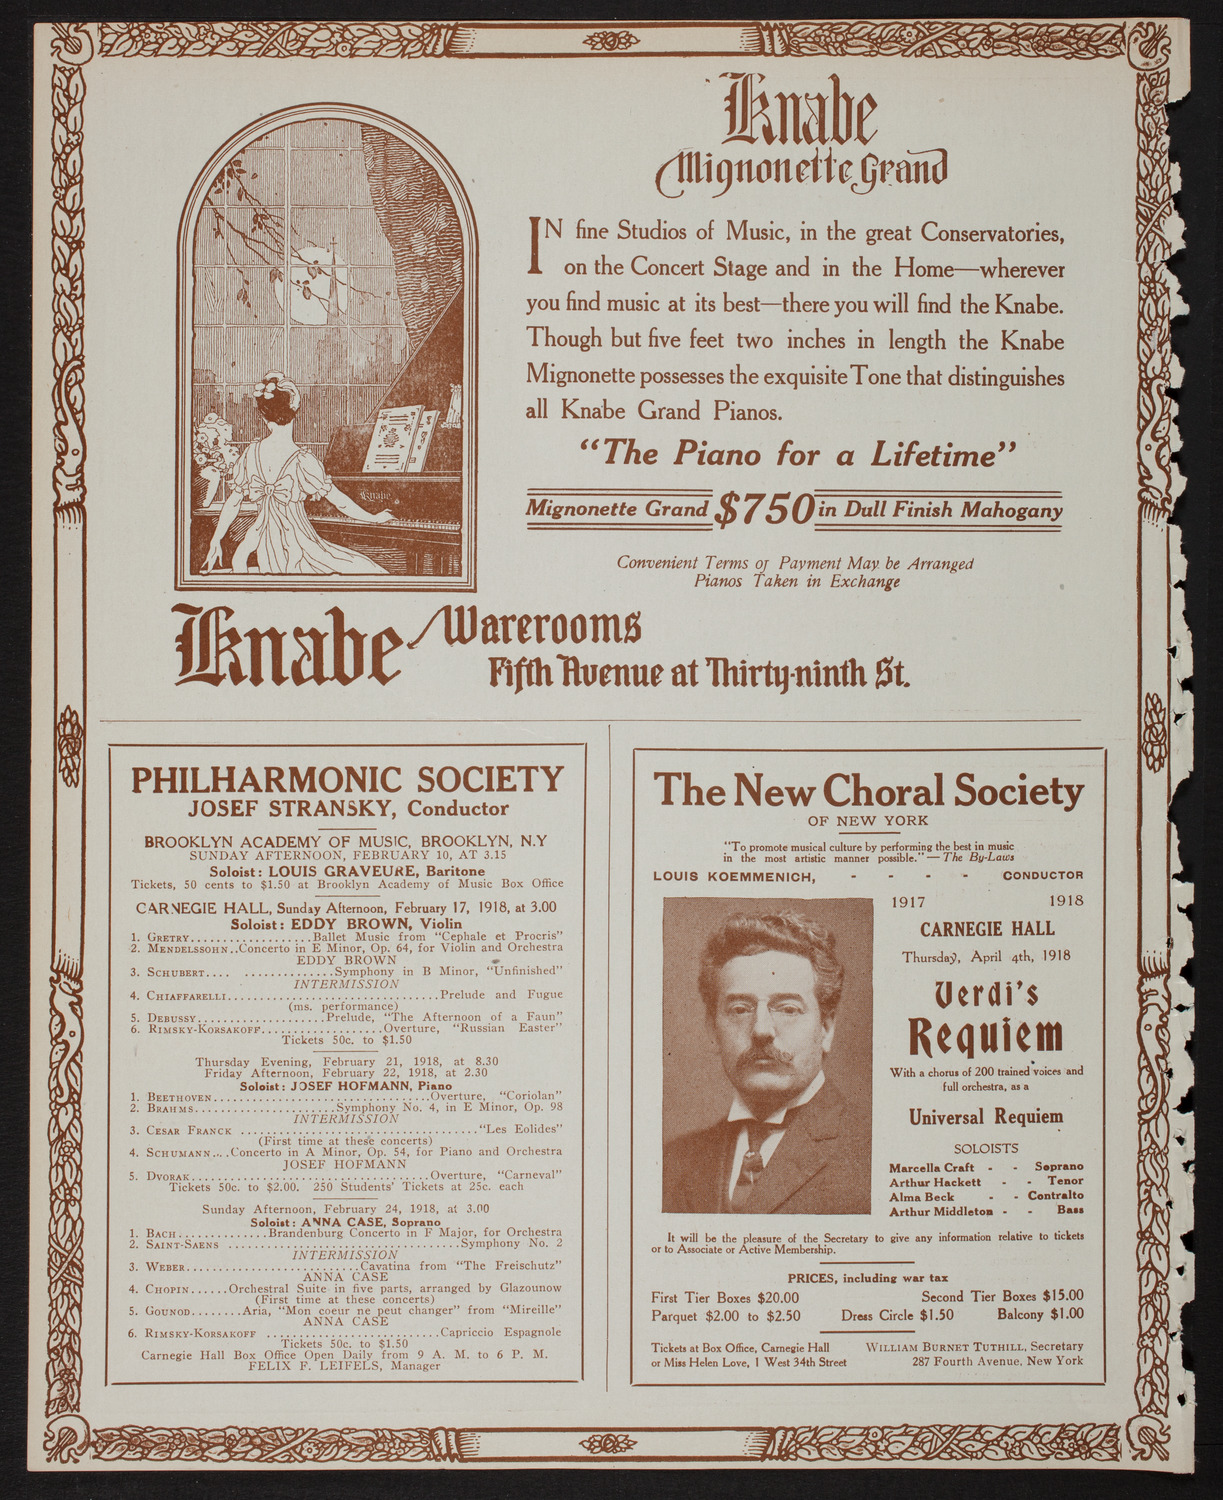 Knabe
Mignonette Grand
IN fine Studios of Music, in the great Conservatories,
on the Concert Stage and in the Home—wherever
you find music at its best—there you will find the Knabe.
Though but five feet two inches in length the Knabe
Mignonette possesses the exquisite Tone that distinguishes
all Knabe Grand Pianos.
"The Piano for a Lifetime"
Mignonette Grand $750 in Dull Finish Mahogany
Convenient Terms of Payment May be Arranged
Pianos Taken in Exchange
Knabe
Knabe Warerooms
Fifth Avenue at Thirty-ninth St.
PHILHARMONIC SOCIETY
JOSEF STRANSKY, Conductor
BROOKLYN ACADEMY OF MUSIC, BROOKLYN, N.Y
SUNDAY AFTERNOON, FEBRUARY 10, AT 3.15
Soloist: LOUIS GRAVEURE, Baritone
Tickets, 50 cents to $1.50 at Brooklyn Academy of Music Box Office
CARNEGIE HALL, Sunday Afternoon, February 17, 1918, at 3.00
Soloist: EDDY BROWN, Violin
1. GRETRY...................Ballet Music from "Cephale et Procris"
2. MENDELSSOHN..Concerto in E Minor, Op. 64, for Violin and Orchestra
EDDY BROWN
3. SCHUBERT.... ..............Symphony in B Minor, "Unfinished"
INTERMISSION
4. CHIAFFARELLI.................................Prelude and Fugue
(ms. performance)
5. DEBUSSY....................Prelude, "The Afternoon of a Faun"
6. RIMSKY-KORSAKOFF...................Overture, "Russian Easter"
Tickets 50c. to $1.50
Thursday Evening, February 21, 1918, at 8.30
Friday Afternoon, February 22, 1918, at 2.30
Soloist: JOSEF HOFMANN, Piano
1. BEETHOVEN..................................Overture, "Coriolan"
2. BRAHMS......................Symphony No. 4, in E Minor, Op. 98
INTERMISSION
3. CESAR FRANCK ....................................."Les Eolides"
(First time at these concerts)
4. SCHUMANN....Concerto in A Minor, Op. 54, for Piano and Orchestra
JOSEF HOFMANN
5. DVORAK.....................................Overture, "Carneval"
Tickets 50c. to $2.00. 250 Students' Tickets at 25c. each
Sunday Afternoon, February 24, 1918, at 3.00
Soloist: ANNA CASE, Soprano
1. BACH..............Brandenburg Concerto in F Major, for Orchestra
2. SAINT-SAENS ....................................Symphony No. 2
INTERMISSION
3. WEBER...........................Cavatina from "The Freischutz"
ANNA CASE
4. CHOPIN......Orchestral Suite in five parts, arranged by Glazounow
(First time at these concerts)
5. GOUNOD........Aria, "Mon coeur ne peut changer" from "Mireille"
ANNA CASE
6. RIMSKY-KORSAKOFF ...........................Capriccio Espagnole
Tickets 50c. to $1.50
Carnegie Hall Box Office Open Daily from 9 A. M. to 6 P. M.
FELIX F. LEIFELS, Manager
The New Choral Society
OF NEW YORK
"To promote musical culture by performing the best in music
in the most artistic manner possible."—The By-Laws
LOUIS KOEMMENICH, - - - - CONDUCTOR
1917 1918
CARNEGIE HALL
Thursday, April 4th, 1918
Verdi's
Requiem
With a chorus of 200 trained voices and
full orchestra, as a
Universal Requiem
SOLOISTS
Marcella Craft - - Soprano
Arthur Hackett - - Tenor
Alma Beck - - Contralto
Arthur Middleton - - Bass
It will be the pleasure of the Secretary to give any information relative to tickets
or to Associate or Active Membership.
PRICES, including war tax
First Tier Boxes $20.00 Second Tier Boxes $15.00
Parquet $2.00 to $2.50 Dress Circle $1.50 Balcony $1.00
Tickets at Box Office, Carnegie Hall WILLIAM BURNET TUTHILL, Secretary
or Miss Helen Love, 1 West 34th Street 287 Fourth Avenue, New York